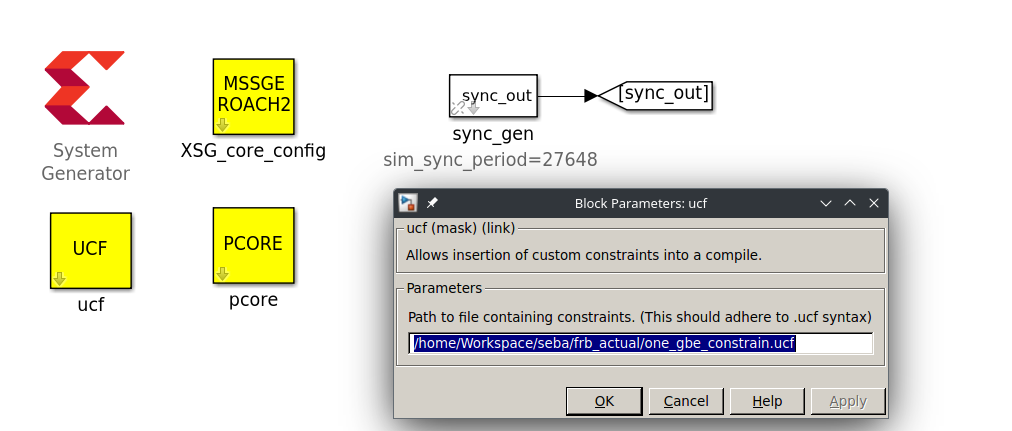 MSSGE
ROACH2
System
Generator
XSG_core_config
sync_out
[sync_out]
sync_gen
sim_sync_period=27648
UCF
ucf
PCORE
pcore
Block Parameters: ucf
ucf (mask) (link)
Allows insertion of custom constraints into a compile.
Parameters
Path to file containing constraints. (This should adhere to .ucf syntax)
/home/Workspace/seba/frb_actual/one_gbe_constrain.ucf
OK
Cancel
Help
Apply